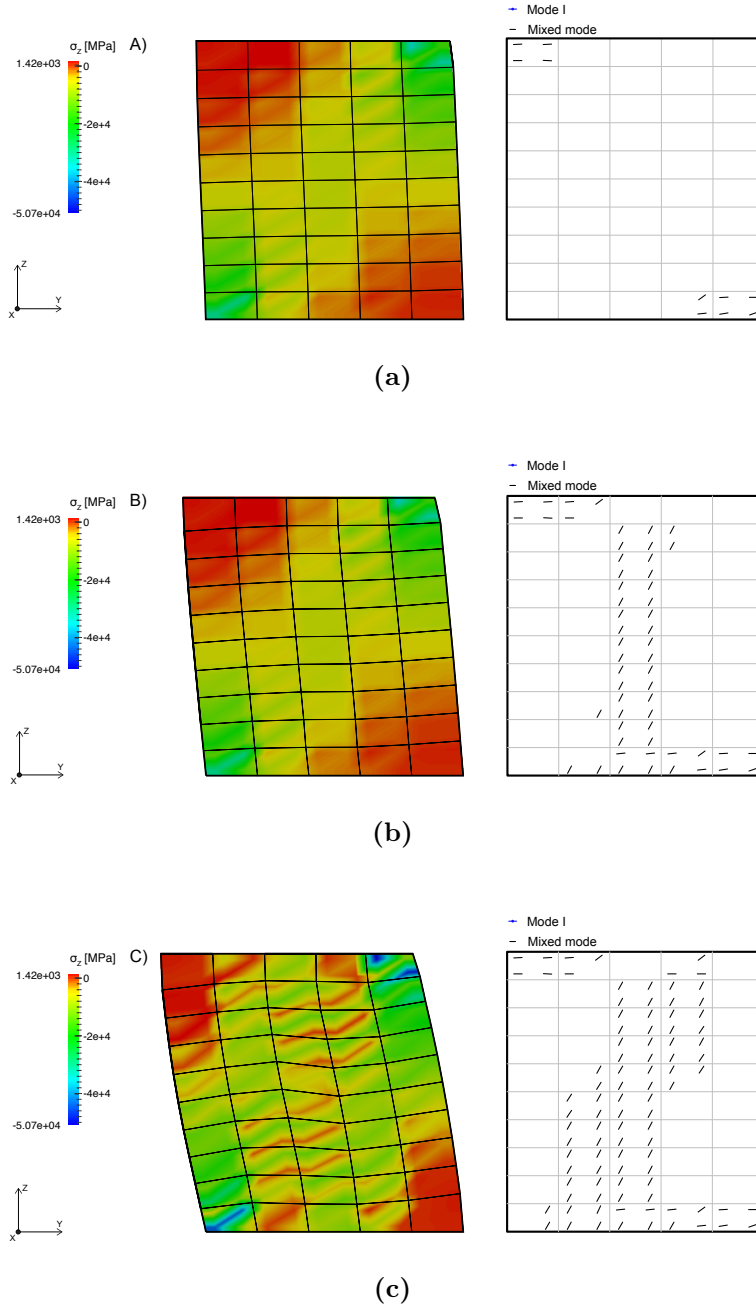 Mode I
Mixed mode
σz [MPa] A)
1.42e+03
0
-2e+4
-4e+4
-5.07e+04
Z
Y
X
(a)
Mode I
Mixed mode
σz [MPa] B)
1.42e+03
0
-2e+4
-4e+4
-5.07e+04
Z
Y
X
(b)
Mode I
Mixed mode
σz [MPa] C)
1.42e+03
0
-2e+4
-4e+4
-5.07e+04
Z
Y
X
(c)